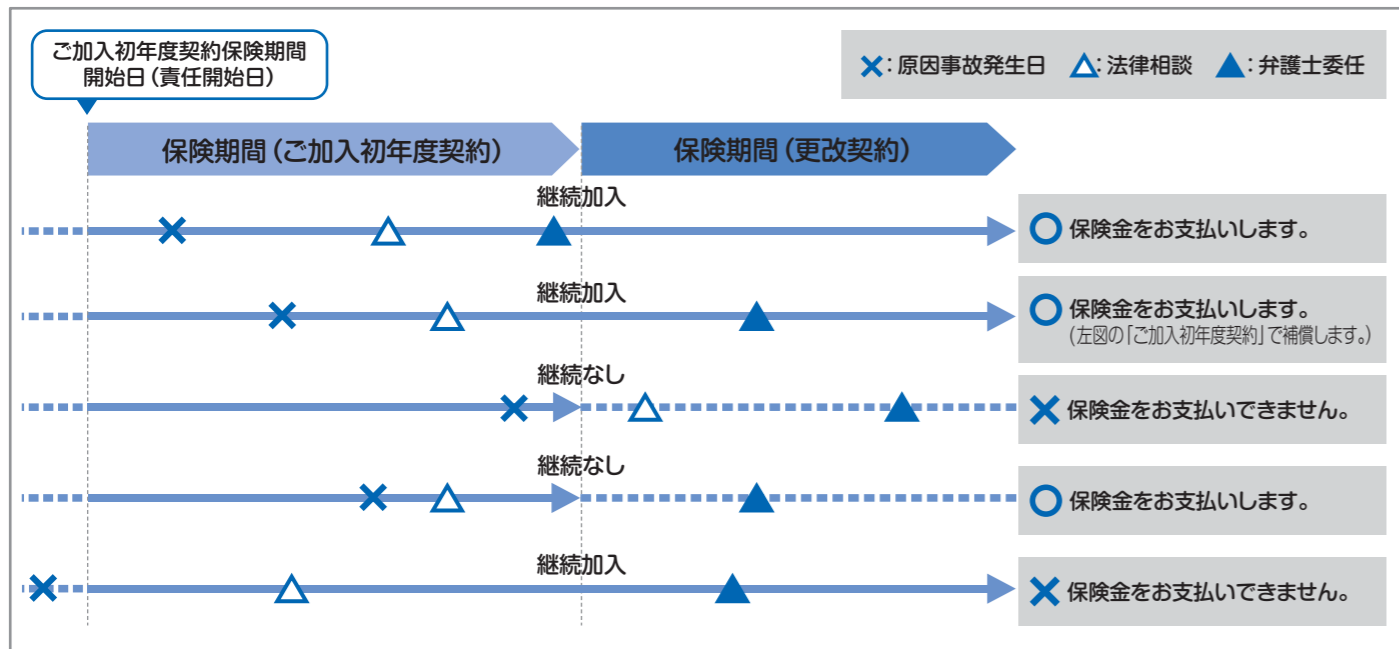 ご加入初年度契約保険期間
開始日(責任開始日)
×:原因事故発生日 △:法律相談 ▲:弁護士委任
保険期間(ご加入初年度契約)
保険期間(更改契約)
継続加入
保険金をお支払いします。
継続加入
保険金をお支払いします。
(左図の「ご加入初年度契約」で補償します。)
継続なし
保険金をお支払いできません。
継続なし
保険金をお支払いします。
継続加入
保険金をお支払いできません。